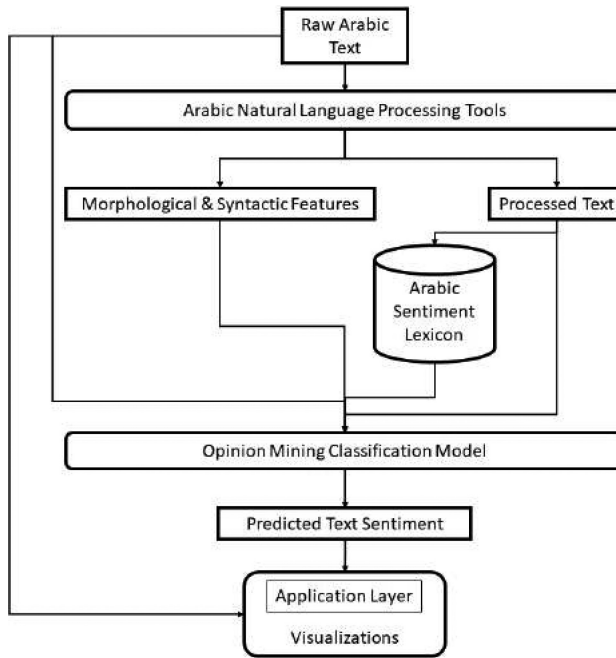 Raw Arabic
Text
Arabic Natural Language Processing Tools
Morphological & Syntactic Features
Processed Text
Arabic
Sentiment
Lexicon
Opinion Mining Classification Model
Predicted Text Sentiment
Application Layer
Visualizations